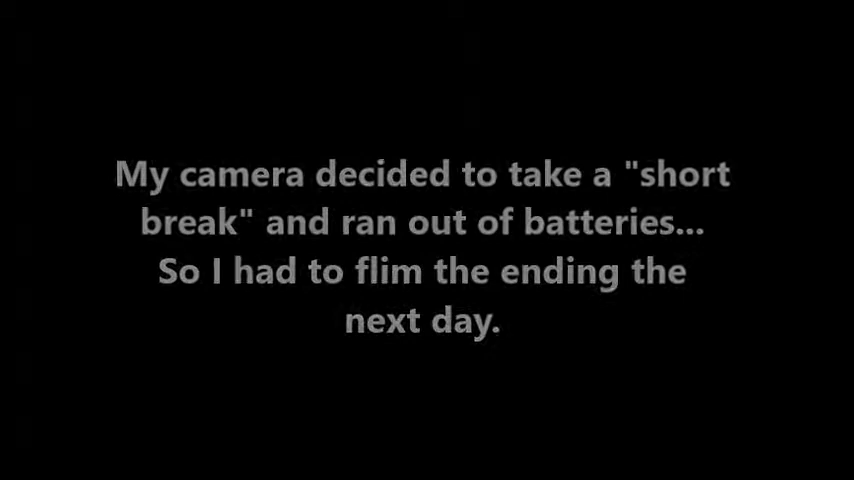 My camera decided to take a "short
break" and ran out of batteries...
So I had to flim the ending the
next day.